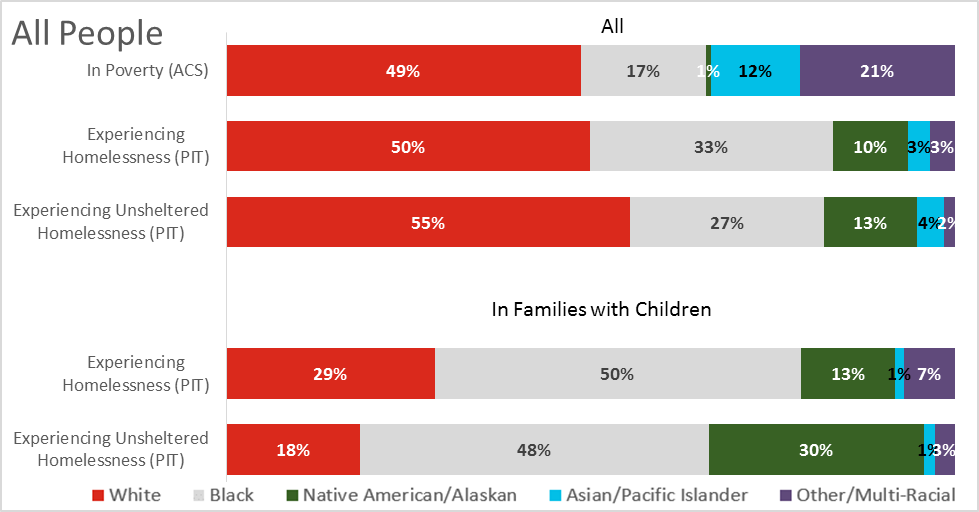 All People
All
In Poverty (ACS)
49% 17% 1% 12% 21%
Experiencing
Homelessness (PIT)
50% 33% 10% 3% 3%
Experiencing Unsheltered
Homelessness (PIT)
55% 27% 13% 4% 2%
In Families with Children
Experiencing
Homelessness (PIT)
29% 50% 13% 1% 7%
Experiencing Unsheltered
Homelessness (PIT)
18% 48% 30% 1% 3%
White Black Native American/Alaskan Asian/Pacific Islander Other/Multi-Racial